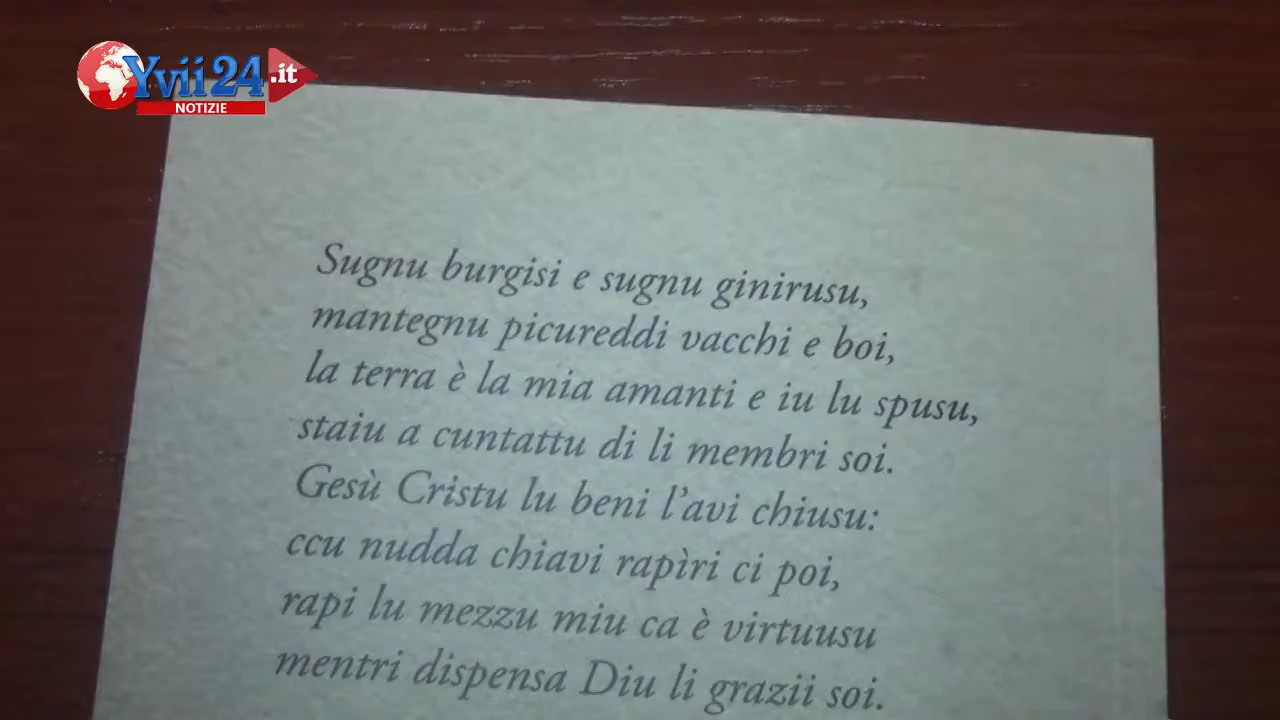 Yvii24.it
NOTIZIE
Sugnu burgisi e sugnu ginirusu,
mantegnu picureddi vacchi e boi,
la terra è la mia amanti e iu lu spusu,
staiu a cuntattu di li membri soi.
Gesù Cristu lu beni l'avi chiusu:
ccu nudda chiavi rapìri ci poi,
rapi lu mezzu miu ca è virtuusu
mentri dispensa Diu li grazii soi.